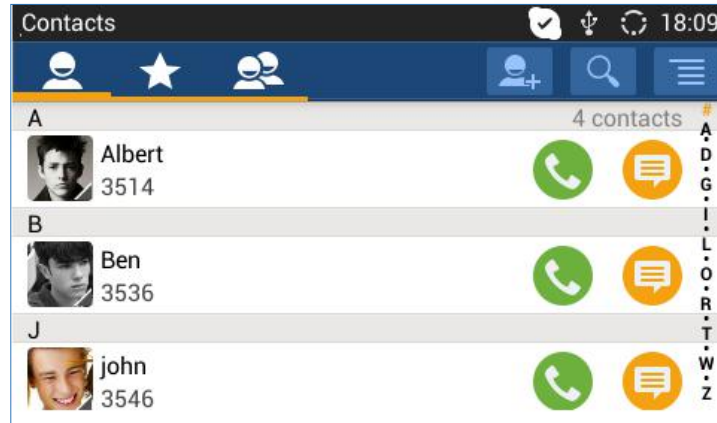 Contacts 18:09
A 4 contacts
Albert
3514
B
Ben
3536
J
john
3546
#
A
D
G
I
L
O
R
T
W
Z